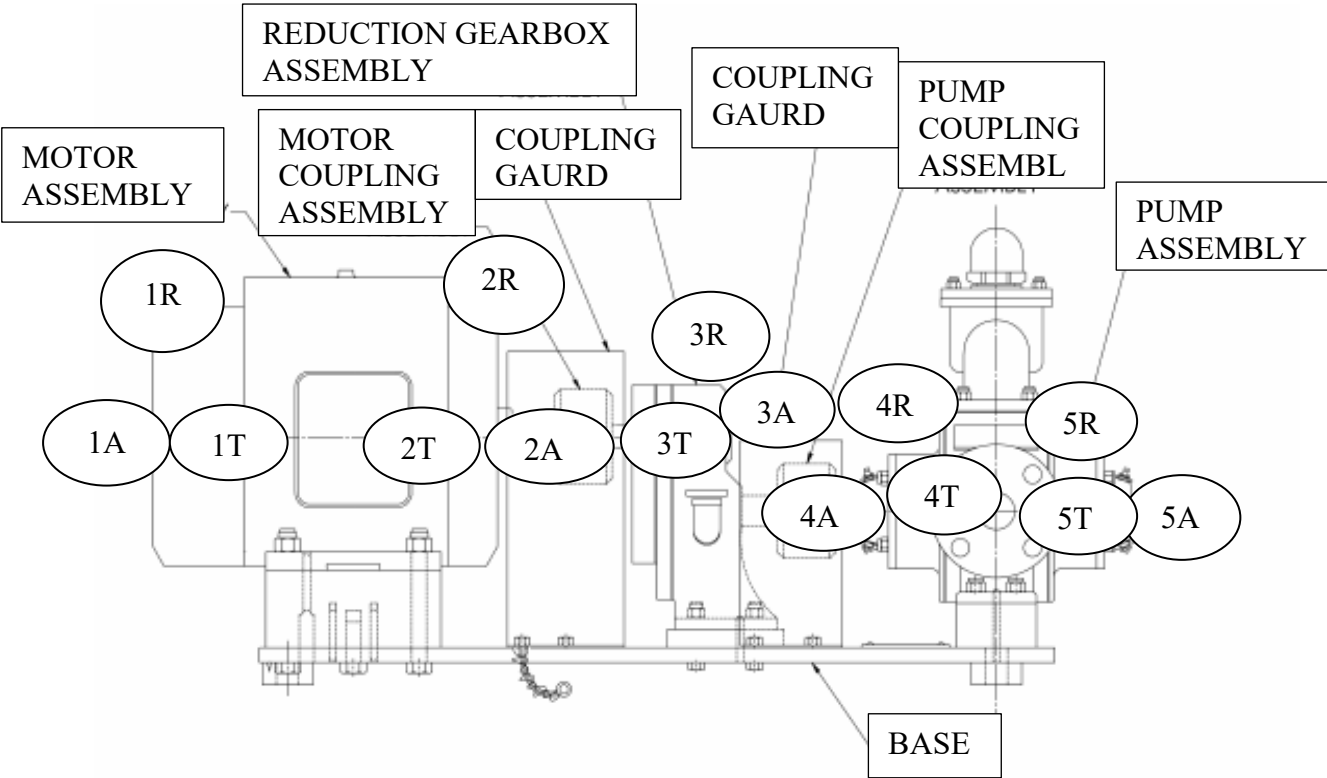 REDUCTION GEARBOX
ASSEMBLY
COUPLING
GAURD
PUMP
COUPLING
ASSEMBL
MOTOR
ASSEMBLY
MOTOR
COUPLING
ASSEMBLY
COUPLING
GAURD
PUMP
ASSEMBLY
1R
2R
3R
3A
4R
5R
1A
1T
2T
2A
3T
4A
4T
5T
5A
BASE